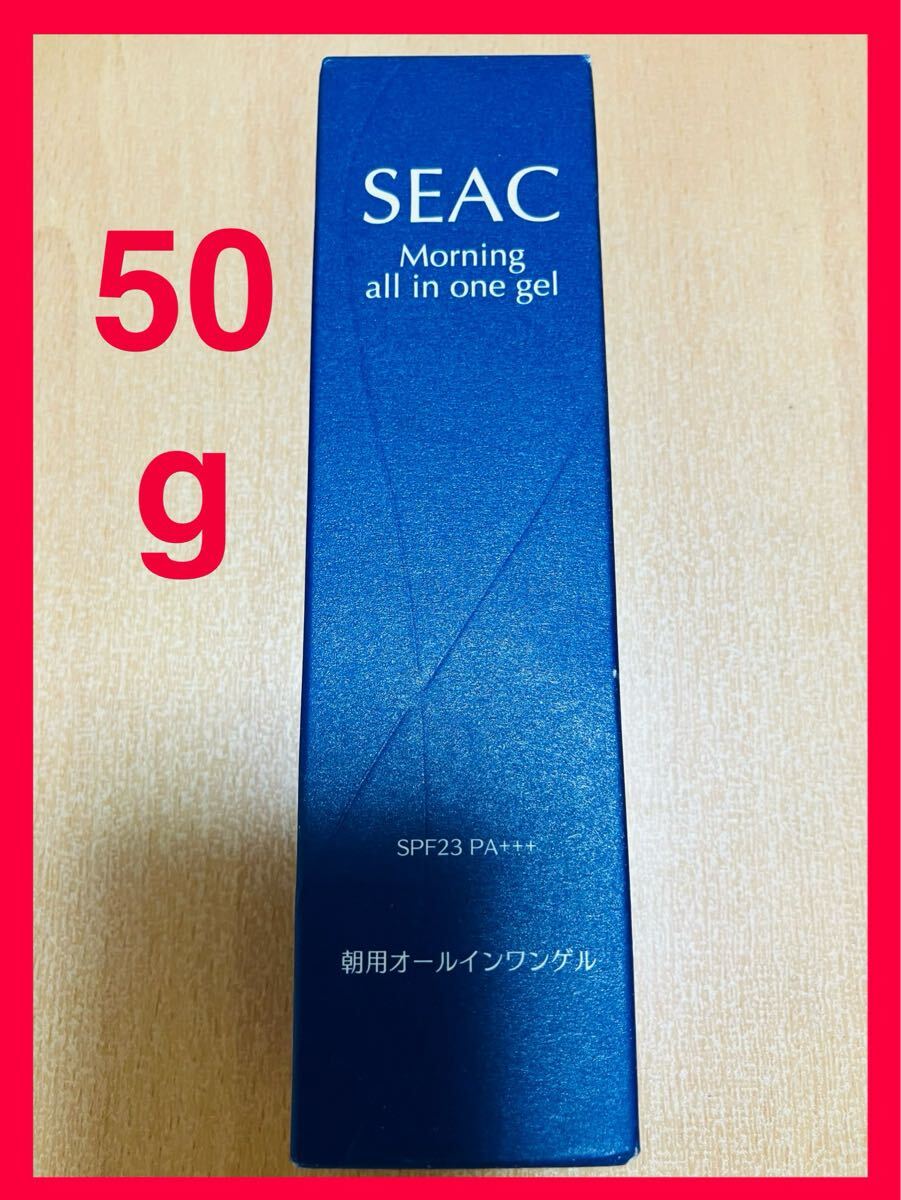 50
g
SEAC
Morning
all in one gel
SPF23 PA+++
朝用オールインワンゲル